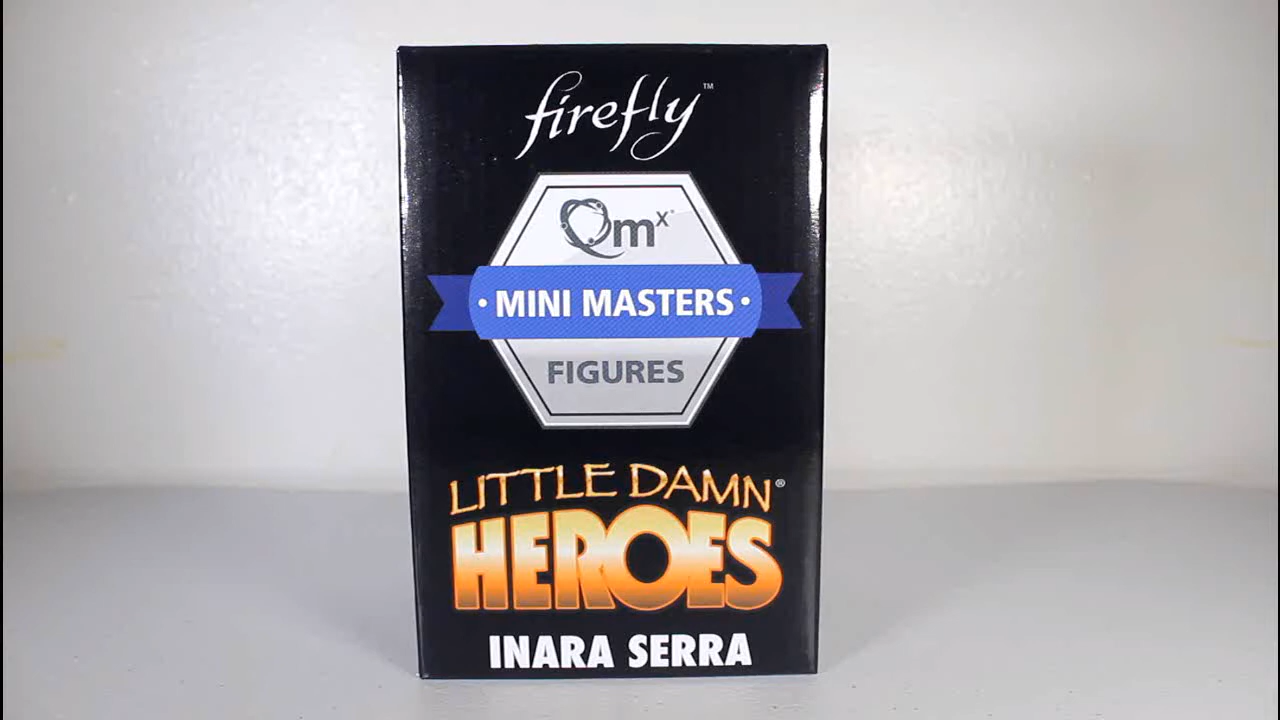 firefly™
Qmx®
• MINI MASTERS •
FIGURES
LITTLE DAMN®
HEROES
INARA SERRA